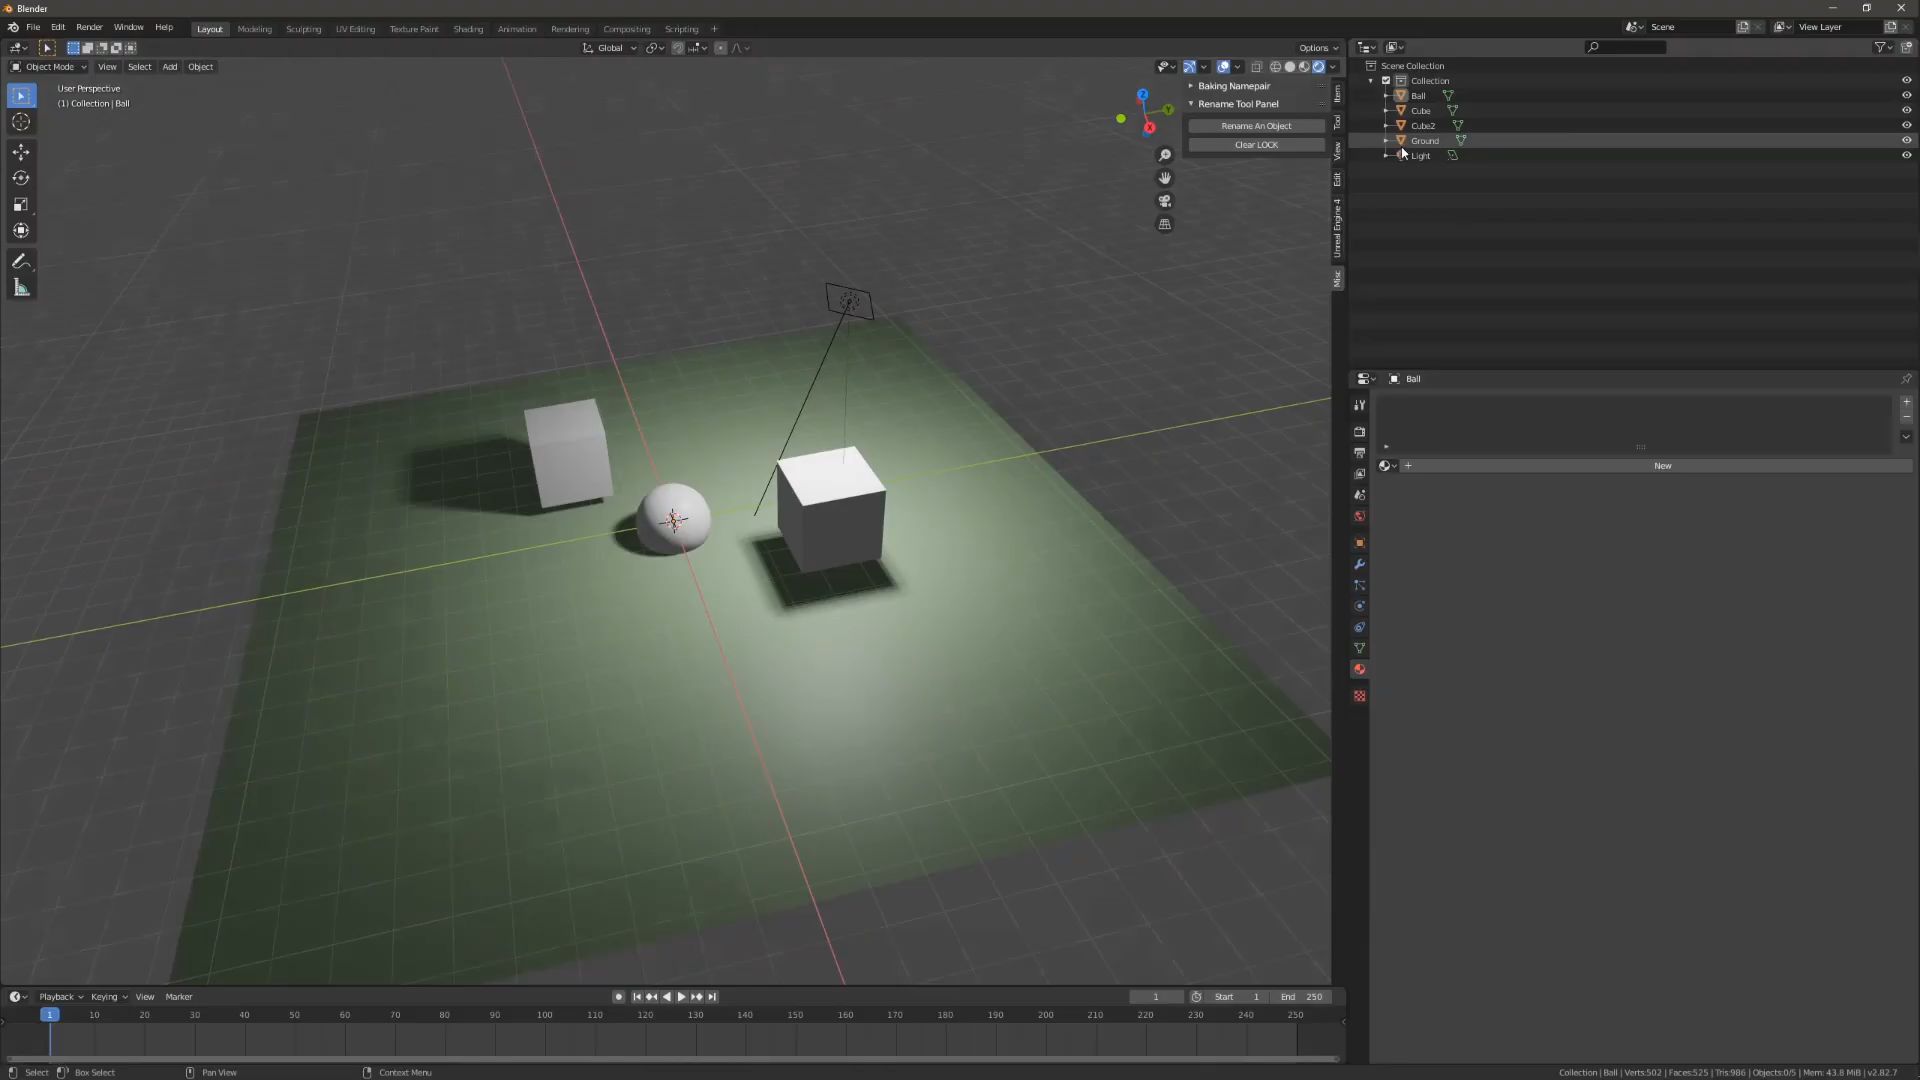 Blender
File Edit Render Window Help Layout Modeling Sculpting UV Editing Texture Paint Shading Animation Rendering Compositing Scripting +
Scene View Layer
Global Options
Object Mode View Select Add Object
User Perspective
(1) Collection | Ball
Z
Y
X
Baking Namepair
Rename Tool Panel
Rename An Object
Clear LOCK
Item
Tool
View
Edit
Unreal Engine 4
Misc
Scene Collection
Collection
Ball
Cube
Cube2
Ground
Light
Ball
New
Playback Keying View Marker 1 Start 1 End 250
1 10 20 30 40 50 60 70 80 90 100 110 120 130 140 150 160 170 180 190 200 210 220 230 240 250
Select Box Select Pan View Context Menu Collection | Ball | Verts:502 | Faces:525 | Tris:986 | Objects:0/5 | Mem: 43.8 MiB | v2.82.7